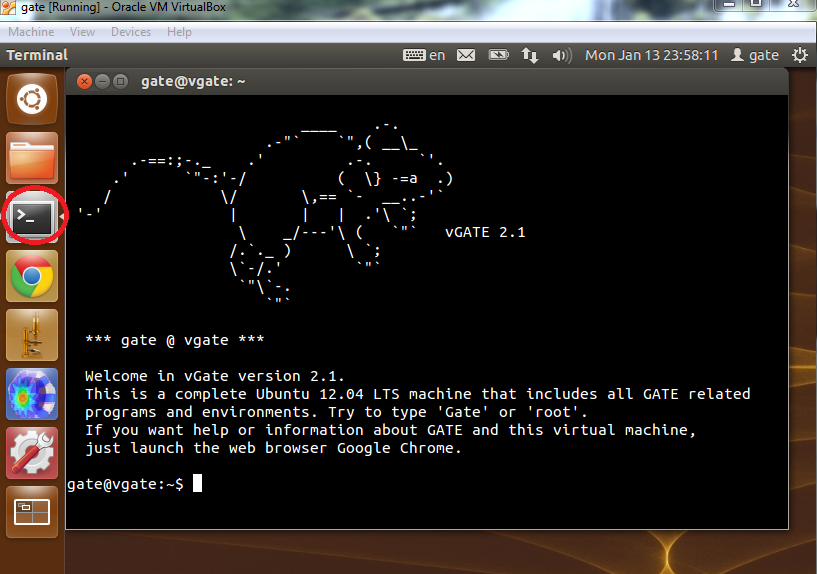 gate [Running] - Oracle VM VirtualBox
Machine View Devices Help
Terminal en Mon Jan 13 23:58:11 gate
gate@vgate: ~
vGATE 2.1
*** gate @ vgate ***
Welcome in vGate version 2.1.
This is a complete Ubuntu 12.04 LTS machine that includes all GATE related
programs and environments. Try to type 'Gate' or 'root'.
If you want help or information about GATE and this virtual machine,
just launch the web browser Google Chrome.
gate@vgate:~$